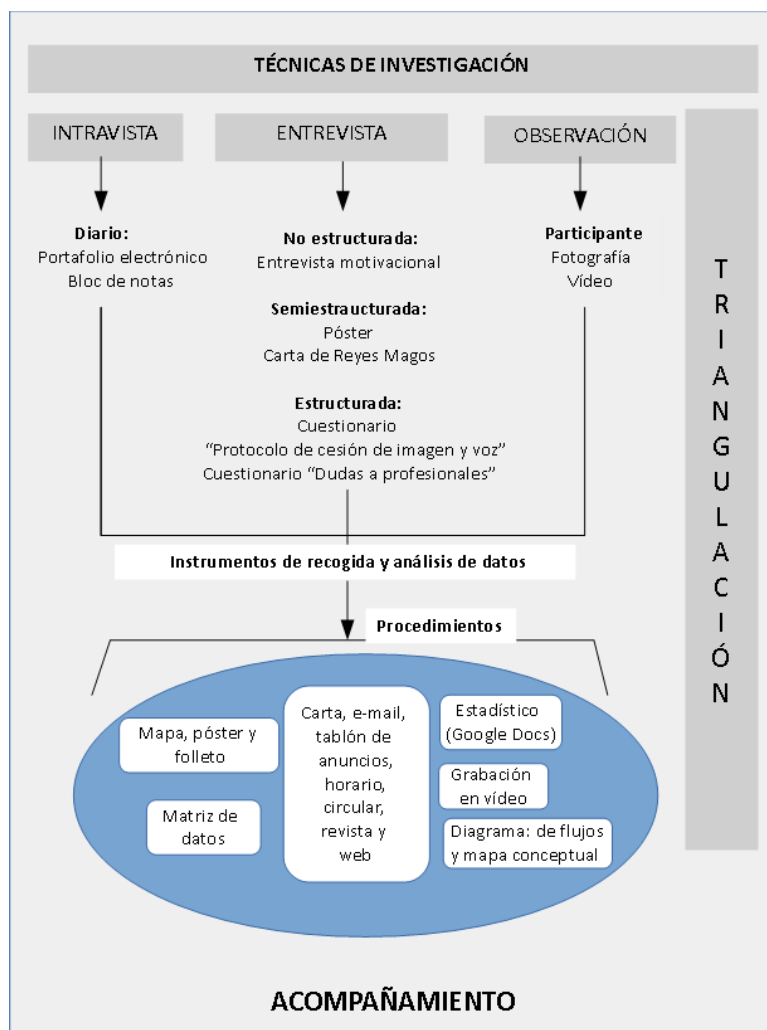 TÉCNICAS DE INVESTIGACIÓN
INTRAVISTA
ENTREVISTA
OBSERVACIÓN
Diario:
Portafolio electrónico
Bloc de notas
No estructurada:
Entrevista motivacional
Semiestraucturada:
Póster
Carta de Reyes Magos
Estructurada:
Cuestionario
“Protocolo de cesión de imagen y voz”
Cuestionario “Dudas a profesionales”
Participante
Fotografía
Vídeo
TRIANGULACIÓN
Instrumentos de recogida y análisis de datos
Procedimientos
Mapa, póster y
folleto
Matriz de
datos
Carta, e-mail,
tablón de
anuncios,
horario,
circular,
revista y
web
Estadístico
(Google Docs)
Grabación
en vídeo
Diagrama: de flujos
y mapa conceptual
ACOMPAÑAMIENTO